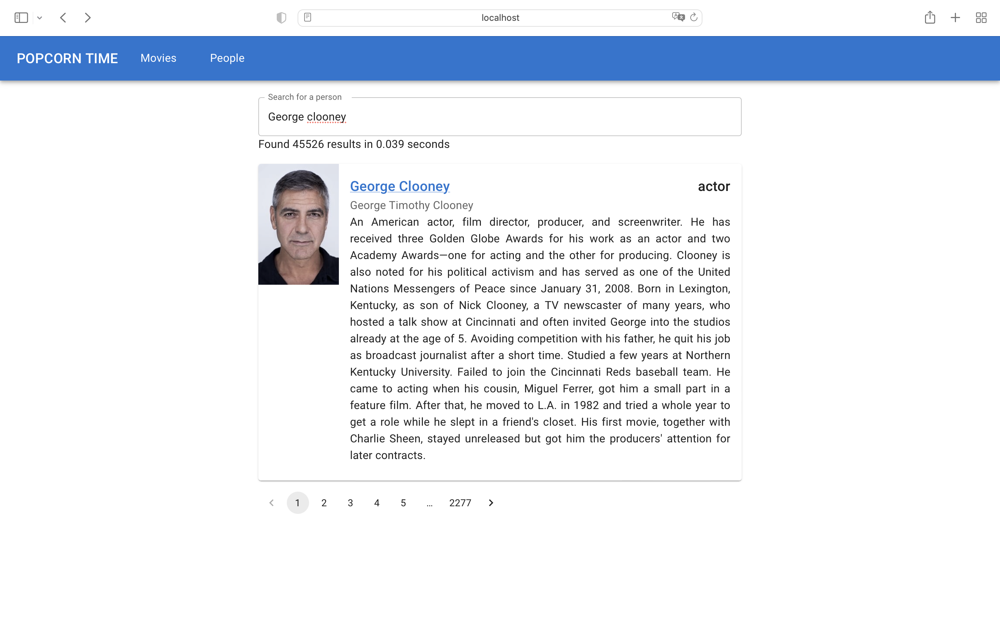 localhost
POPCORN TIME Movies People
Search for a person
George clooney
Found 45526 results in 0.039 seconds
George Clooney actor
George Timothy Clooney
An American actor, film director, producer, and screenwriter. He has
received three Golden Globe Awards for his work as an actor and two
Academy Awards—one for acting and the other for producing. Clooney is
also noted for his political activism and has served as one of the United
Nations Messengers of Peace since January 31, 2008. Born in Lexington,
Kentucky, as son of Nick Clooney, a TV newscaster of many years, who
hosted a talk show at Cincinnati and often invited George into the studios
already at the age of 5. Avoiding competition with his father, he quit his job
as broadcast journalist after a short time. Studied a few years at Northern
Kentucky University. Failed to join the Cincinnati Reds baseball team. He
came to acting when his cousin, Miguel Ferrer, got him a small part in a
feature film. After that, he moved to L.A. in 1982 and tried a whole year to
get a role while he slept in a friend's closet. His first movie, together with
Charlie Sheen, stayed unreleased but got him the producers' attention for
later contracts.
1 2 3 4 5 ... 2277